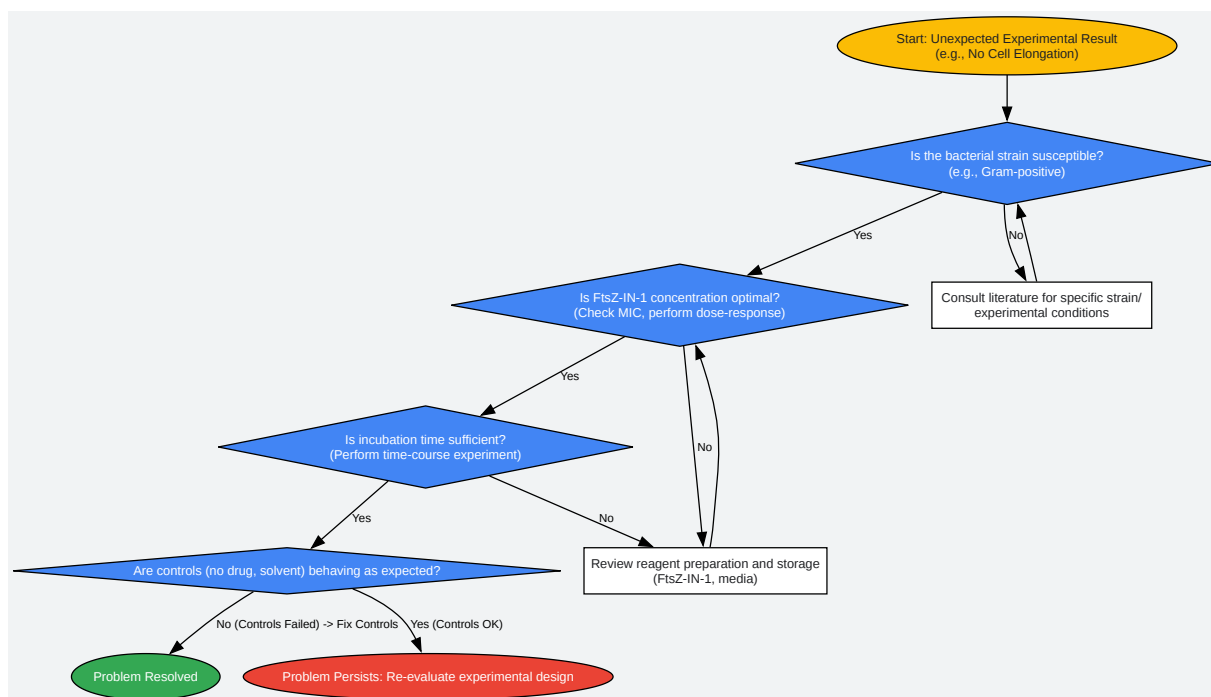 Start: Unexpected Experimental Result
(e.g., No Cell Elongation)
Is the bacterial strain susceptible?
(e.g., Gram-positive)
Yes
No
Is FtsZ-IN-1 concentration optimal?
(Check MIC, perform dose-response)
Consult literature for specific strain/
experimental conditions
Yes
No
Is incubation time sufficient?
(Perform time-course experiment)
Yes
No
Review reagent preparation and storage
(FtsZ-IN-1, media)
Are controls (no drug, solvent) behaving as expected?
No (Controls Failed) -> Fix Controls
Yes (Controls OK)
Problem Resolved
Problem Persists: Re-evaluate experimental design